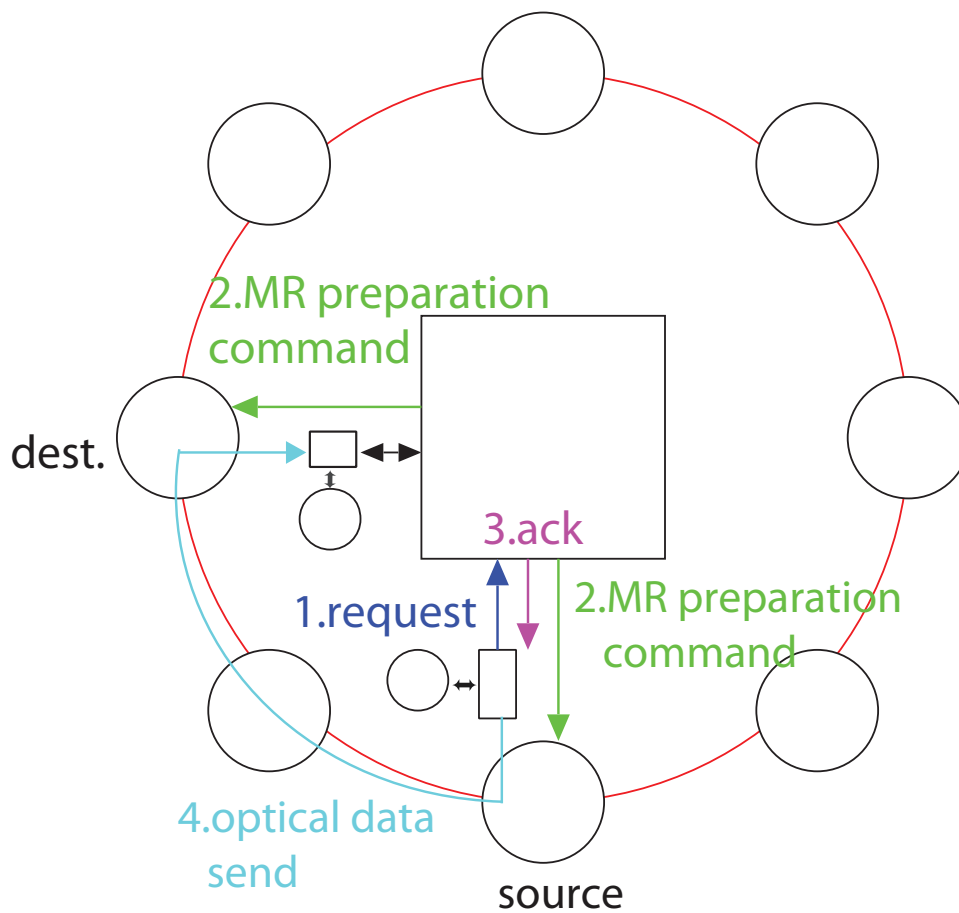 2.MR preparation
command
dest.
3.ack
1.request
2.MR preparation
command
4.optical data
send
source